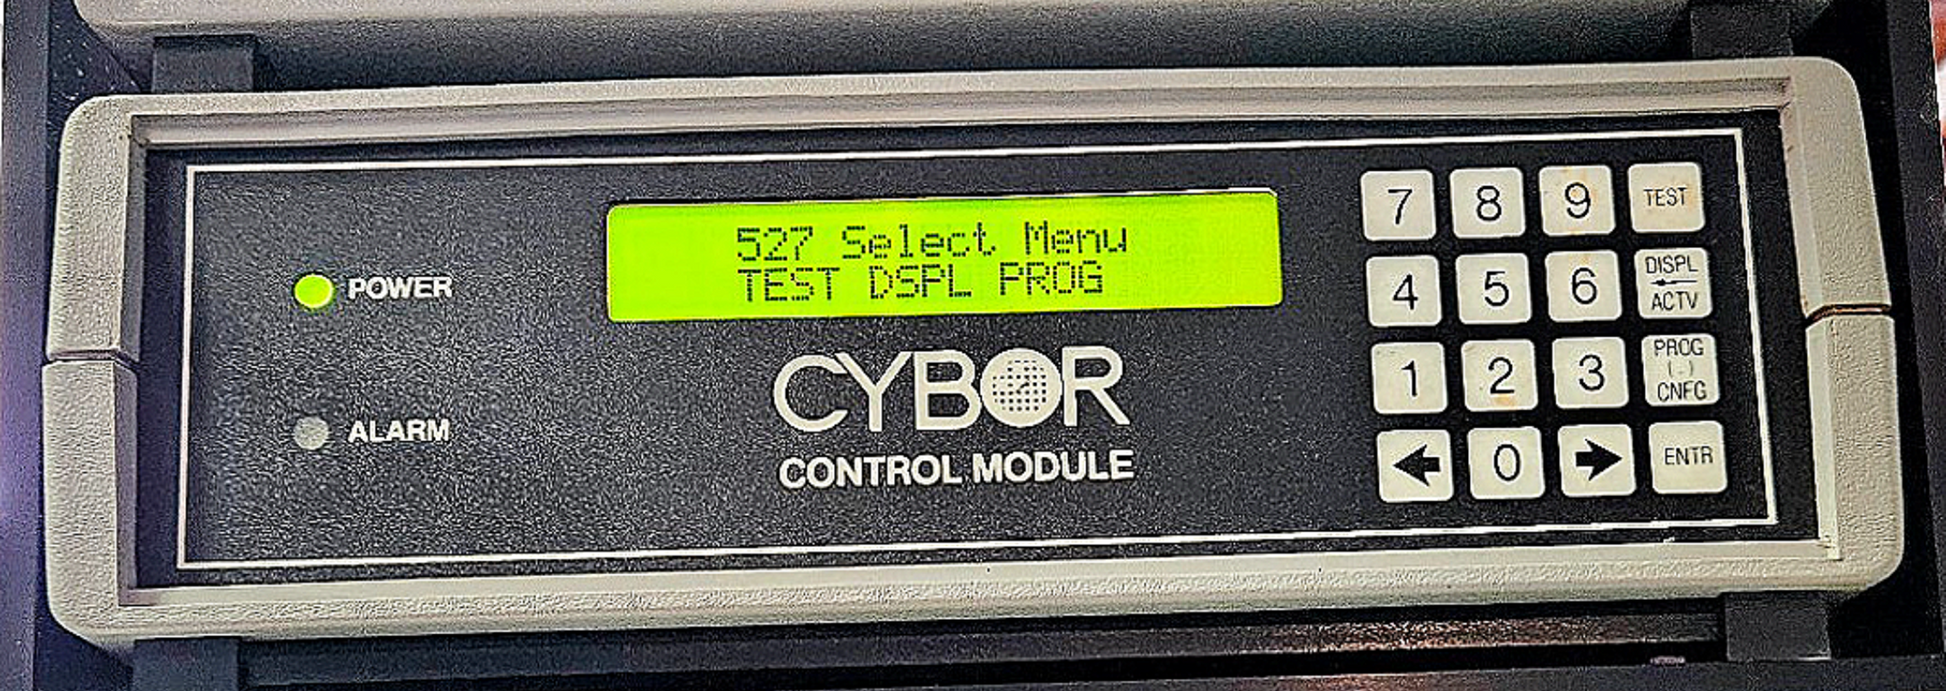 527 Select Menu
TEST DSPL PROG
POWER
ALARM
CYBOR
CONTROL MODULE
7 8 9 TEST
4 5 6 DISPL ACTV
1 2 3 PROG (-) CNFG
0 ENTR